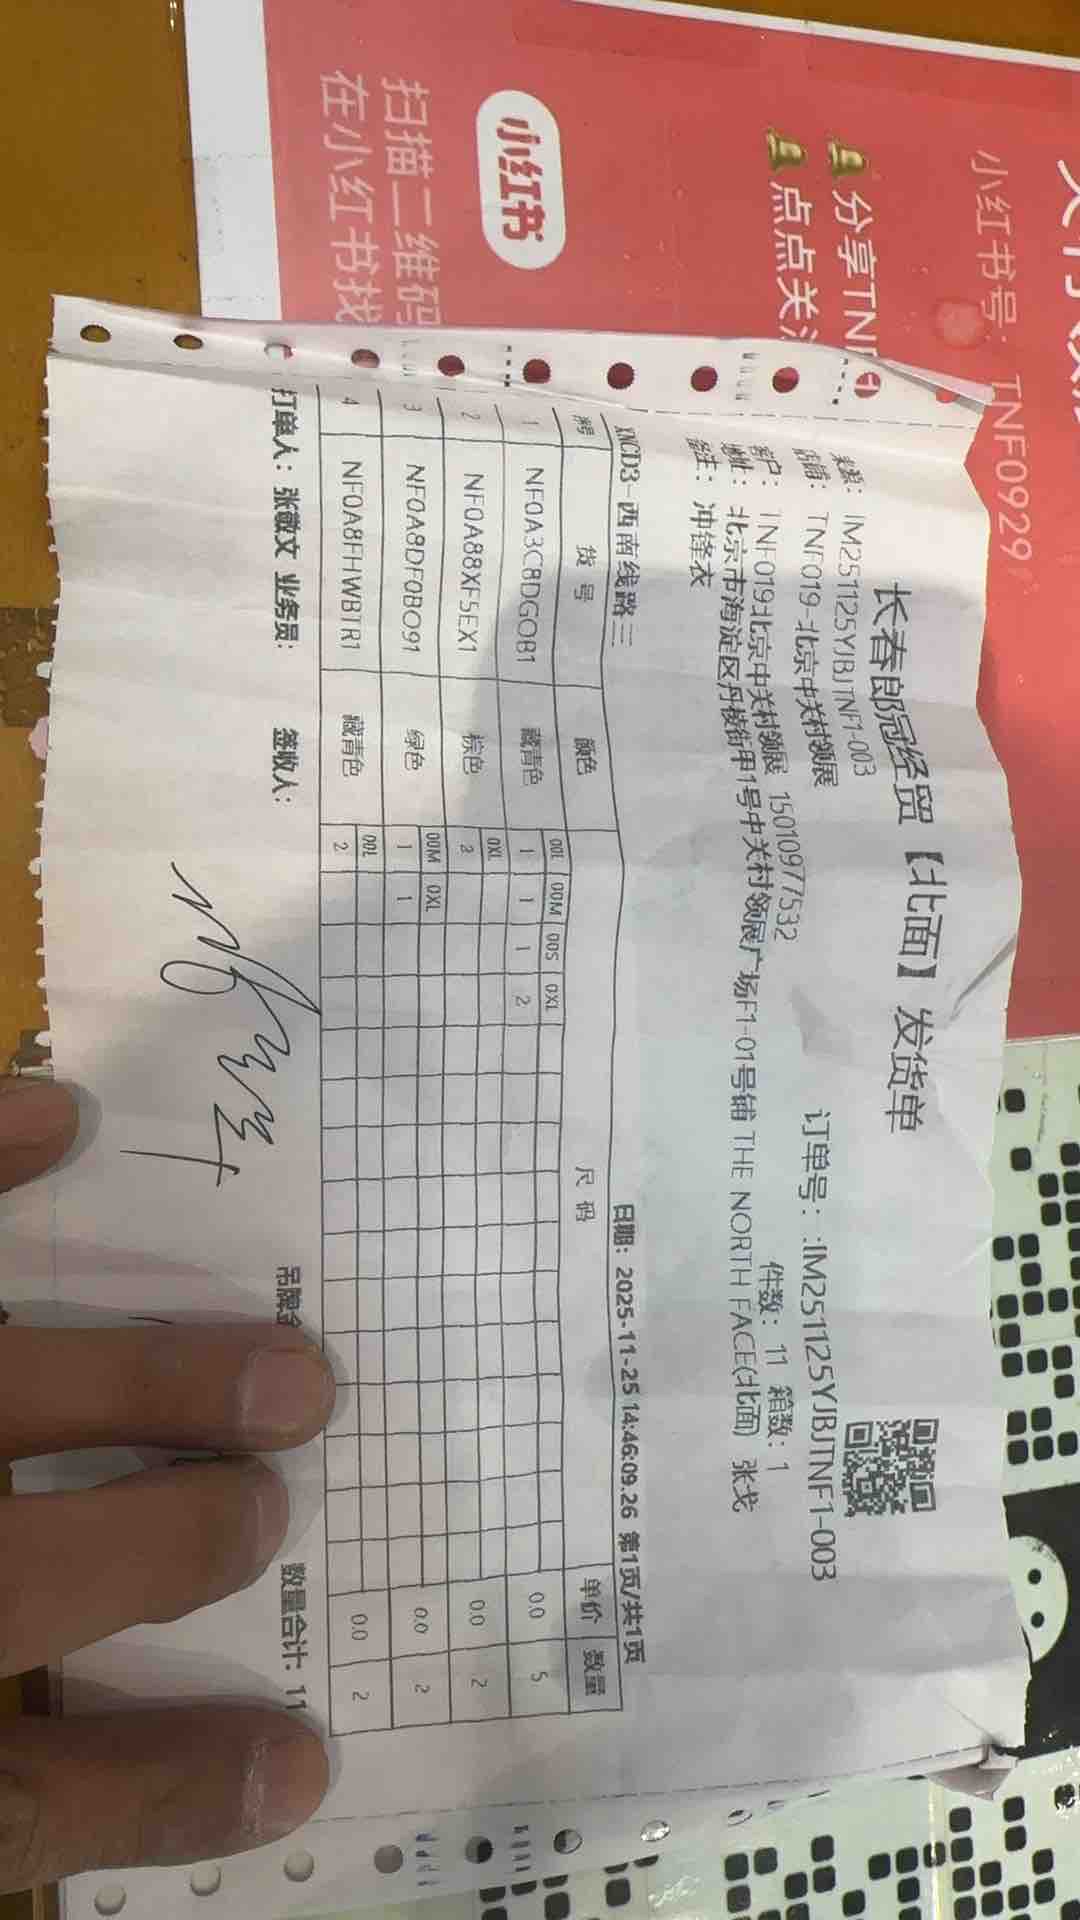 长春郎冠经贸【北面】发货单
来源: IM251125YJBJTNF1-003
订单号: :IM251125YJBJTNF1-003
店铺: TNF019-北京中关村领展
客户: TNF019北京中关村领展 15010977532
件数: 11 箱数: 1
地址: 北京市海淀区丹棱街甲1号中关村领展广场F1-01号铺 THE NORTH FACE(北面) 张戈
备注: 冲锋衣
XNCD3-西南线路三
日期: 2025-11-25 14:46:09.26 第1页/共1页
货号 颜色 尺码 单价 数量
00L 00M 00S 0XL
1 NF0A3C8DG0B1 藏青色 1 1 1 2 0.0 5
0XL
2 NF0A88XF5EX1 棕色 2 0.0 2
00M 0XL
3 NF0A8DF0BO91 绿色 1 1 0.0 2
00L
4 NF0A8FHWBTR1 藏青色 2 0.0 2
打单人: 张敬文 业务员: 签收人: 吊牌金 数量合计: 11
小红书号: TNF0929
分享TNF
点点关
小红书
扫描二维码
在小红书找